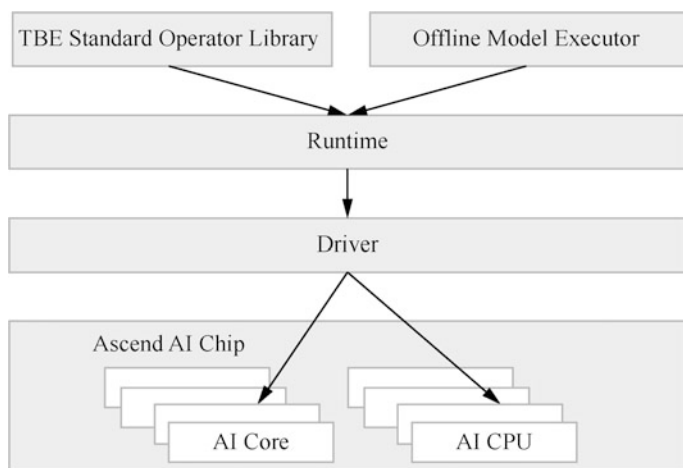 TBE Standard Operator Library
Offline Model Executor
Runtime
Driver
Ascend AI Chip
AI Core
AI CPU